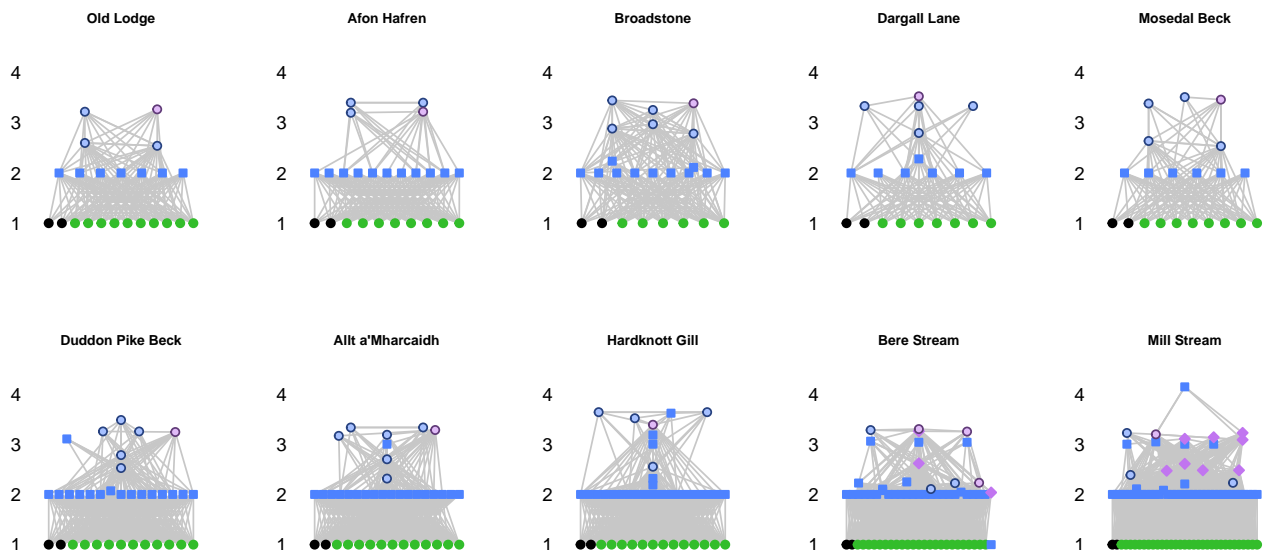 Old Lodge Afon Hafren Broadstone Dargall Lane Mosedal Beck
4 4 4 4 4
3 3 3 3 3
2 2 2 2 2
1 1 1 1 1
Duddon Pike Beck Allt a'Mharcaidh Hardknott Gill Bere Stream Mill Stream
4 4 4 4 4
3 3 3 3 3
2 2 2 2 2
1 1 1 1 1